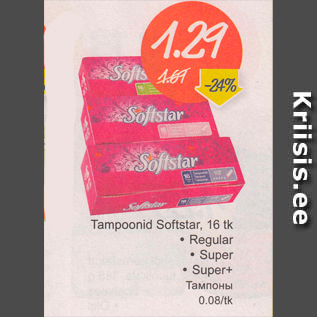 1.29
1.69
-24%
Softstar
Softstar
Softstar
16
Tampoonid Softstar, 16 tk
• Regular
• Super
• Super+
Тампоны
0.08/tk
Kriisis.ee